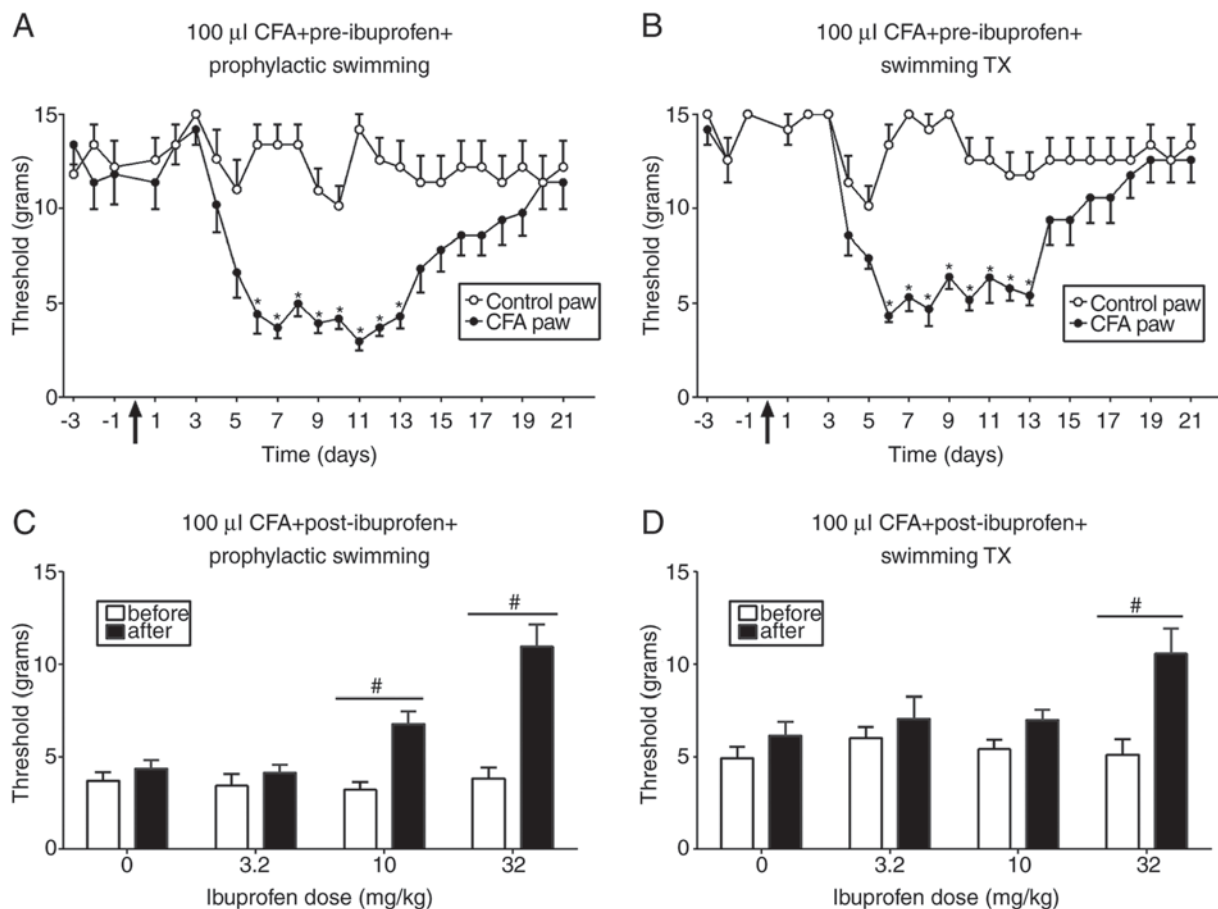 A
100 μl CFA+pre-ibuprofen+
prophylactic swimming
15
10
5
0
Threshold (grams)
* * * * * * * *
Control paw
CFA paw
-3 -1 1 3 5 7 9 11 13 15 17 19 21
Time (days)
B
100 μl CFA+pre-ibuprofen+
swimming TX
15
10
5
0
Threshold (grams)
* * * * * * * *
Control paw
CFA paw
-3 -1 1 3 5 7 9 11 13 15 17 19 21
Time (days)
C
100 μl CFA+post-ibuprofen+
prophylactic swimming
15
10
5
0
Threshold (grams)
before
after
#
#
0 3.2 10 32
Ibuprofen dose (mg/kg)
D
100 μl CFA+post-ibuprofen+
swimming TX
15
10
5
0
Threshold (grams)
before
after
#
0 3.2 10 32
Ibuprofen dose (mg/kg)